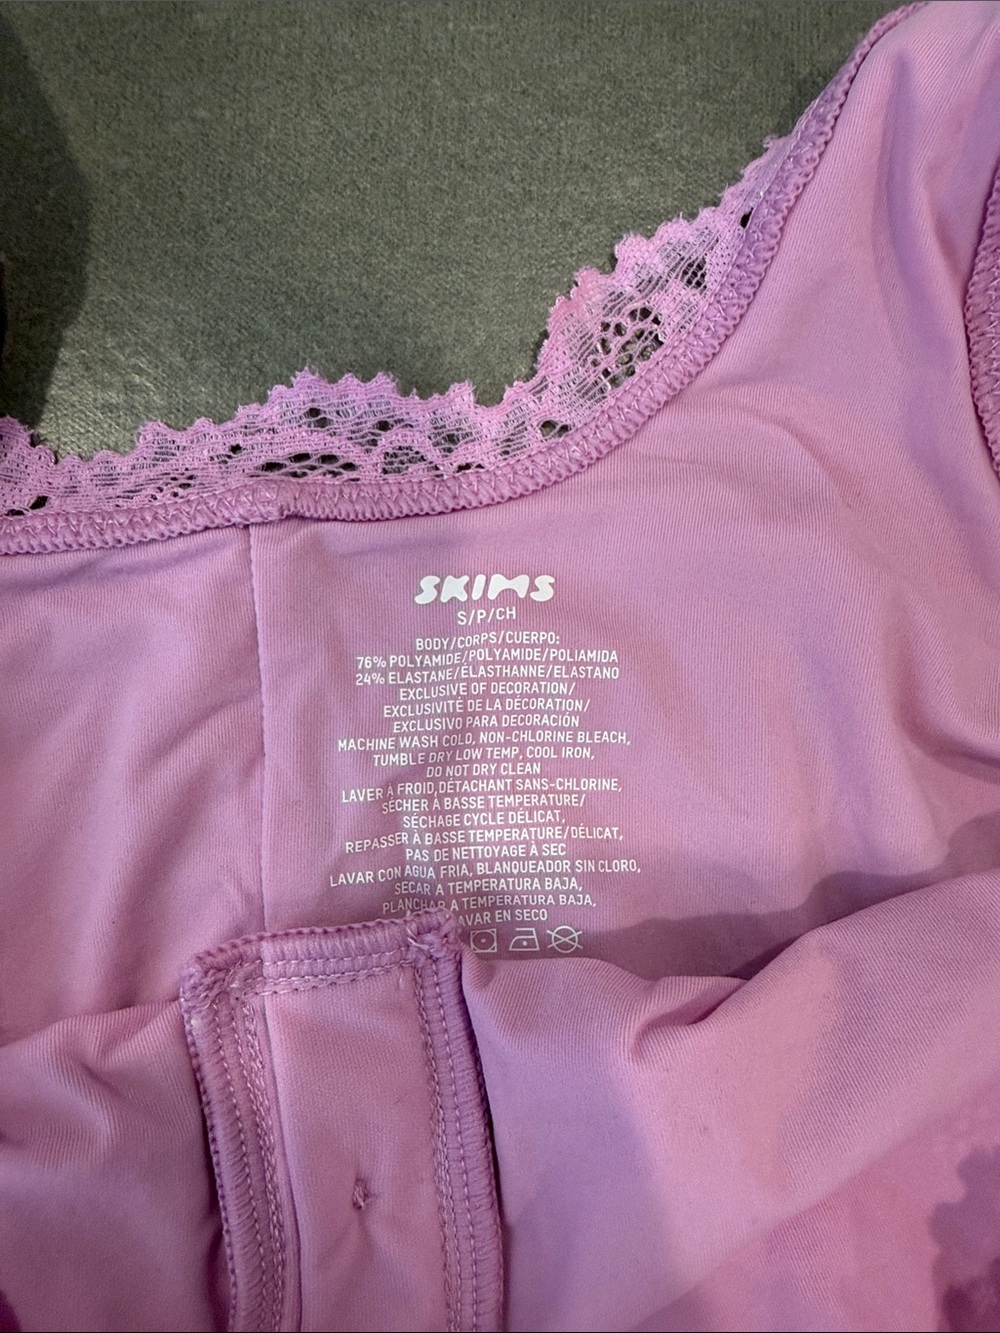 SKIMS
S/P/CH
BODY/CORPS/CUERPO:
76% POLYAMIDE/POLYAMIDE/POLIAMIDA
24% ELASTANE/ÉLASTHANNE/ELASTANO
EXCLUSIVE OF DECORATION/
EXCLUSIVITÉ DE LA DÉCORATION/
EXCLUSIVO PARA DECORACIÓN
MACHINE WASH COLD, NON-CHLORINE BLEACH,
TUMBLE DRY LOW TEMP, COOL IRON,
DO NOT DRY CLEAN
LAVER À FROID,DÉTACHANT SANS-CHLORINE,
SÉCHER À BASSE TEMPERATURE/
SÉCHAGE CYCLE DÉLICAT,
REPASSER À BASSE TEMPERATURE/DÉLICAT,
PAS DE NETTOYAGE À SEC
LAVAR CON AGUA FRIA, BLANQUEADOR SIN CLORO,
SECAR A TEMPERATURA BAJA,
PLANCHAR A TEMPERATURA BAJA,
AVAR EN SECO